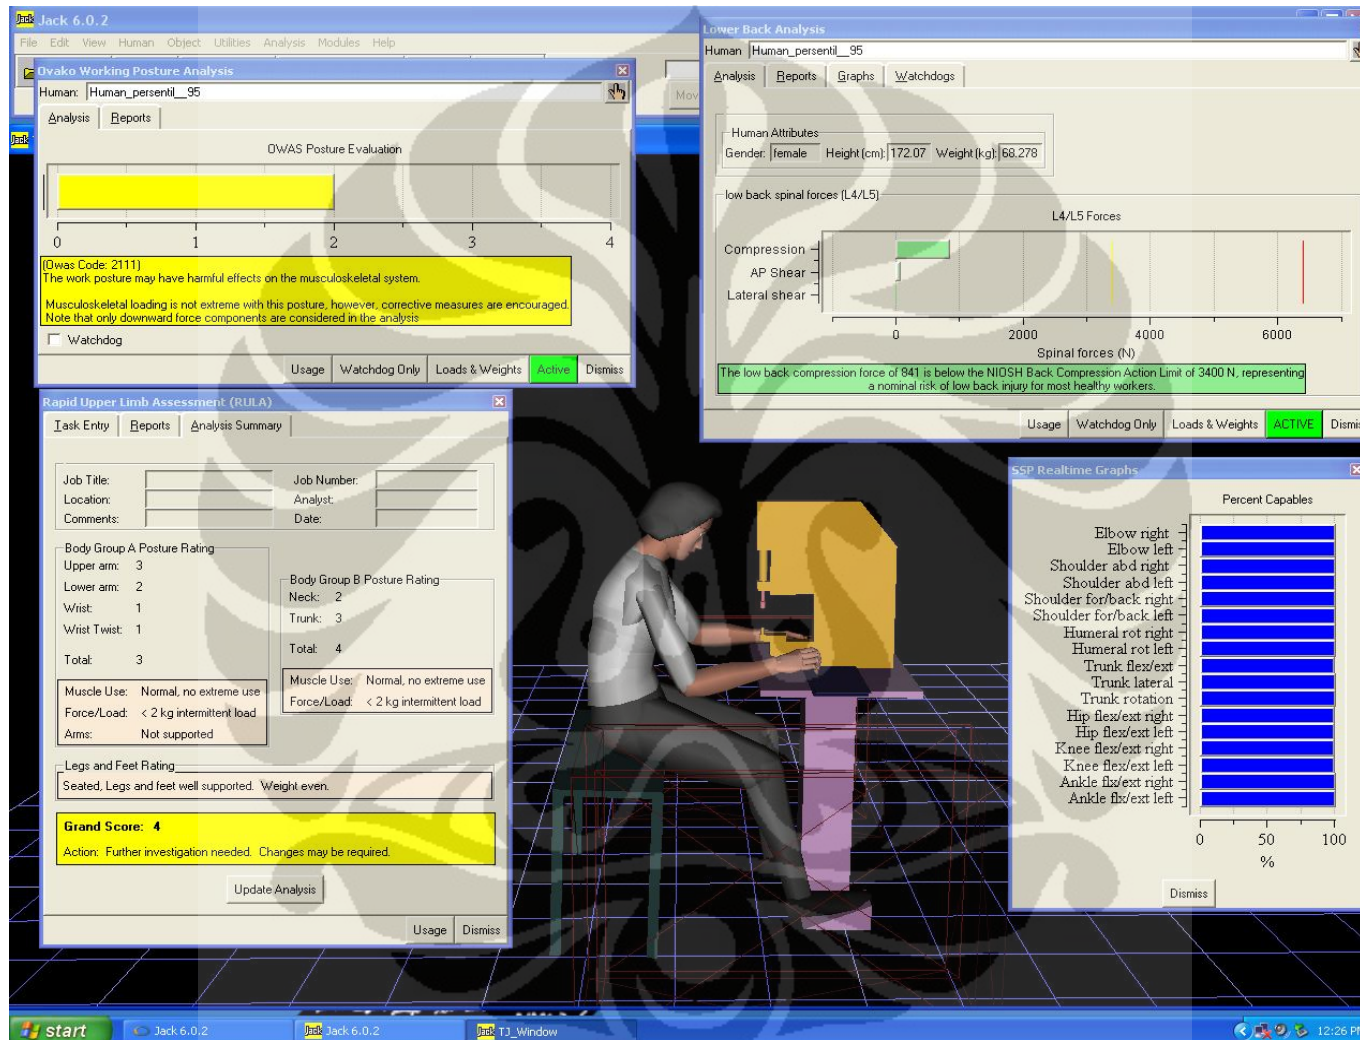 Jack 6.0.2
File Edit View Human Object Utilities Analysis Modules Help
Ovako Working Posture Analysis
Human: Human_persentil__95
Mov
Analysis Reports
OWAS Posture Evaluation
0 1 2 3 4
(Owas Code: 2111)
The work posture may have harmful effects on the musculoskeletal system.
Musculoskeletal loading is not extreme with this posture, however, corrective measures are encouraged.
Note that only downward force components are considered in the analysis
Watchdog
Usage Watchdog Only Loads & Weights Active Dismiss
Lower Back Analysis
Human Human_persentil__95
Analysis Reports Graphs Watchdogs
Human Attributes
Gender: female Height (cm): 172.07 Weight (kg): 68.278
low back spinal forces (L4/L5)
L4/L5 Forces
Compression
AP Shear
Lateral shear
0 2000 4000 6000
Spinal forces (N)
The low back compression force of 841 is below the NIOSH Back Compression Action Limit of 3400 N, representing
a nominal risk of low back injury for most healthy workers.
Usage Watchdog Only Loads & Weights ACTIVE Dismi
Rapid Upper Limb Assessment (RULA)
Task Entry Reports Analysis Summary
Job Title: Job Number:
Location: Analyst:
Comments: Date:
Body Group A Posture Rating
Upper arm: 3
Lower arm: 2
Wrist: 1
Wrist Twist: 1
Total: 3
Muscle Use: Normal, no extreme use
Force/Load: < 2 kg intermittent load
Arms: Not supported
Body Group B Posture Rating
Neck: 2
Trunk: 3
Total: 4
Muscle Use: Normal, no extreme use
Force/Load: < 2 kg intermittent load
Legs and Feet Rating
Seated, Legs and feet well supported. Weight even.
Grand Score: 4
Action: Further investigation needed. Changes may be required.
Update Analysis
Usage Dismiss
SSP Realtime Graphs
Percent Capables
Elbow right
Elbow left
Shoulder abd right
Shoulder abd left
Shoulder for/back right
Shoulder for/back left
Humeral rot right
Humeral rot left
Trunk flex/ext
Trunk lateral
Trunk rotation
Hip flex/ext right
Hip flex/ext left
Knee flex/ext right
Knee flex/ext left
Ankle flx/ext right
Ankle flx/ext left
0 50 100
%
Dismiss
start Jack 6.0.2 Jack Jack 6.0.2 Jack TJ_Window 12:26 PM